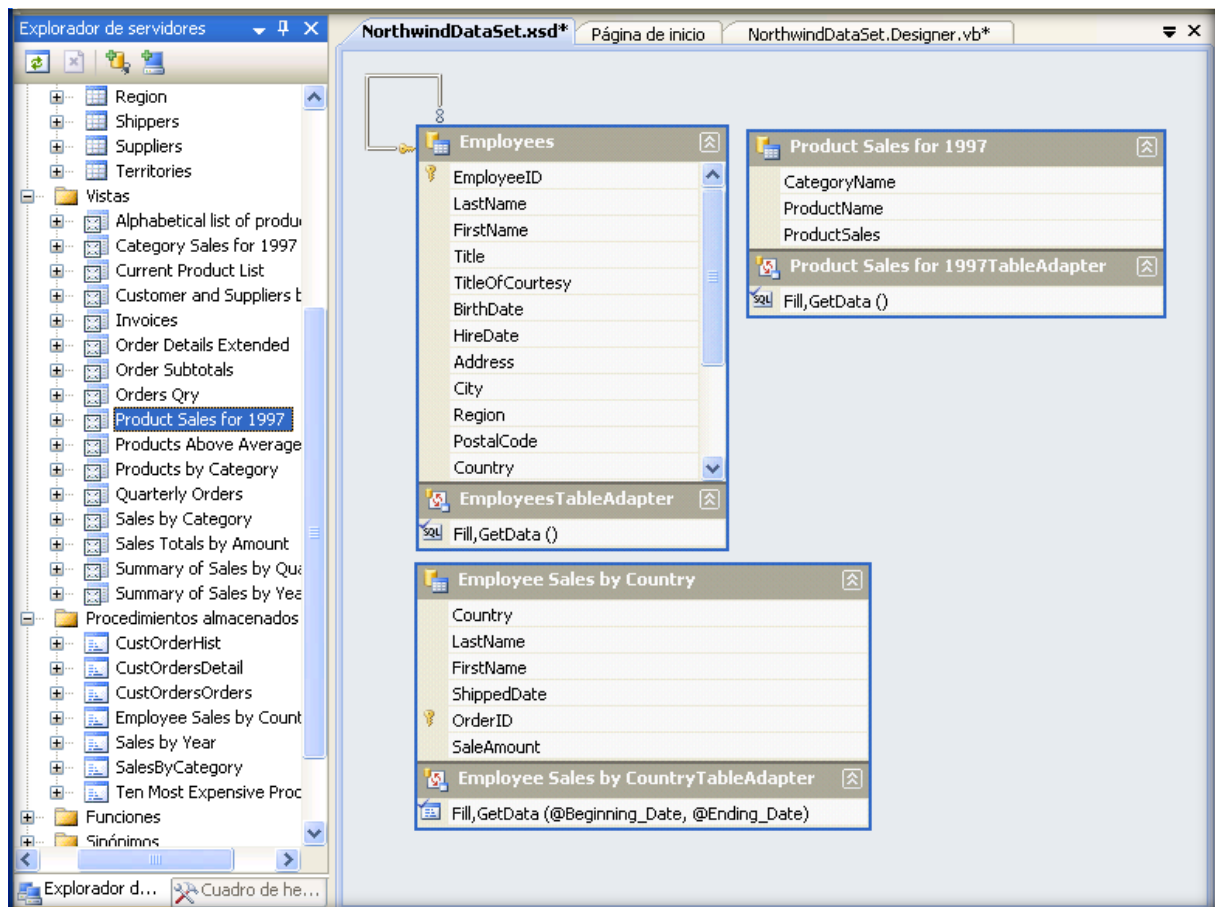 Explorador de servidores
Region
Shippers
Suppliers
Territories
Vistas
Alphabetical list of produ
Category Sales for 1997
Current Product List
Customer and Suppliers b
Invoices
Order Details Extended
Order Subtotals
Orders Qry
Product Sales for 1997
Products Above Average
Products by Category
Quarterly Orders
Sales by Category
Sales Totals by Amount
Summary of Sales by Qua
Summary of Sales by Yea
Procedimientos almacenados
CustOrderHist
CustOrdersDetail
CustOrdersOrders
Employee Sales by Count
Sales by Year
SalesByCategory
Ten Most Expensive Proc
Funciones
Sinónimos
Explorador d...
Cuadro de he...
NorthwindDataSet.xsd*
Página de inicio
NorthwindDataSet.Designer.vb*
Employees
EmployeeID
LastName
FirstName
Title
TitleOfCourtesy
BirthDate
HireDate
Address
City
Region
PostalCode
Country
EmployeesTableAdapter
SQL Fill,GetData ()
Product Sales for 1997
CategoryName
ProductName
ProductSales
Product Sales for 1997TableAdapter
SQL Fill,GetData ()
Employee Sales by Country
Country
LastName
FirstName
ShippedDate
OrderID
SaleAmount
Employee Sales by CountryTableAdapter
Fill,GetData (@Beginning_Date, @Ending_Date)